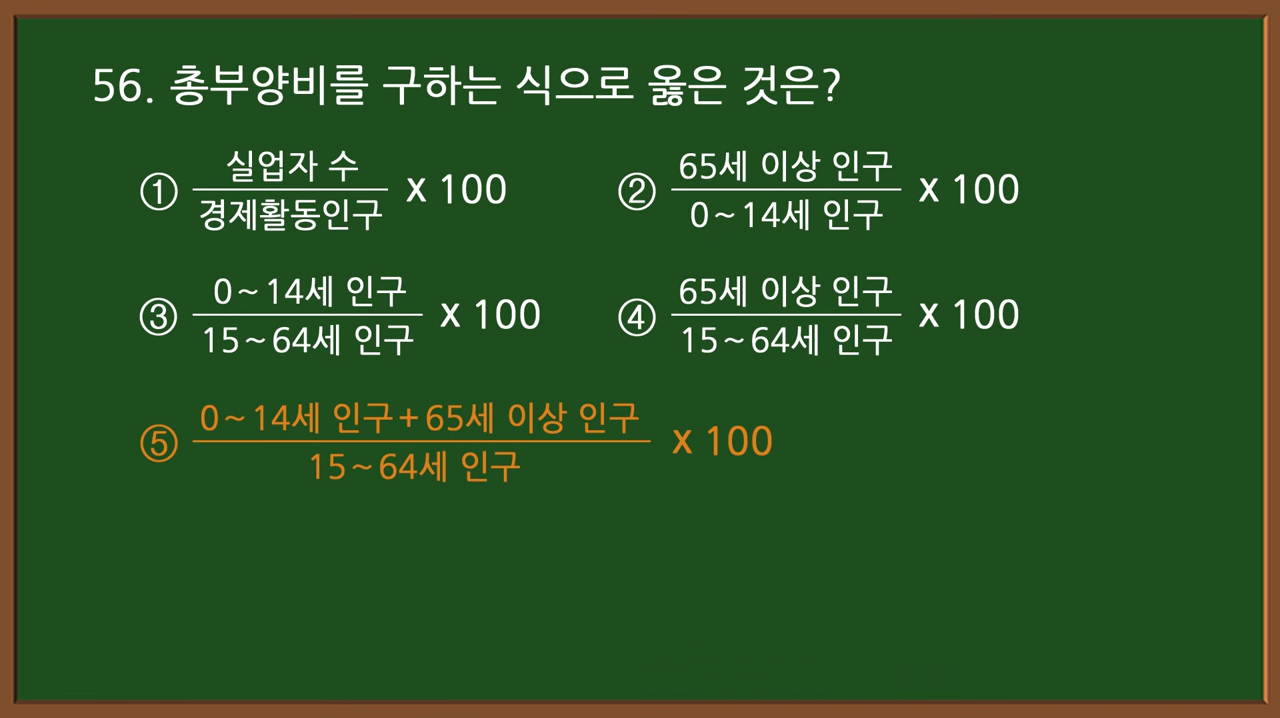 56. 총부양비를 구하는 식으로 옳은 것은?
① 실업자 수 / 경제활동인구 x 100
② 65세 이상 인구 / 0~14세 인구 x 100
③ 0~14세 인구 / 15~64세 인구 x 100
④ 65세 이상 인구 / 15~64세 인구 x 100
⑤ 0~14세 인구+65세 이상 인구 / 15~64세 인구 x 100